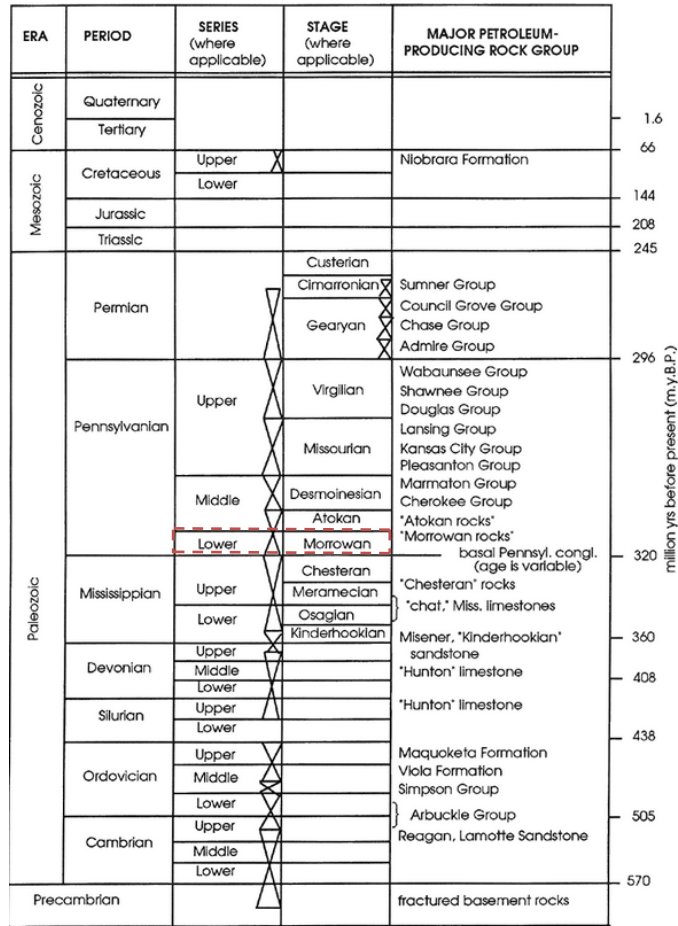 ERA PERIOD SERIES (where applicable) STAGE (where applicable) MAJOR PETROLEUM-PRODUCING ROCK GROUP
Cenozoic
Quaternary
1.6
Tertiary
66
Mesozoic
Cretaceous
Upper Niobrara Formation
Lower
144
Jurassic
208
Triassic
245
Paleozoic
Permian
Custerian
Cimarronian Sumner Group
Gearyan
Council Grove Group
Chase Group
Admire Group
296
Pennsylvanian
Upper
Virgilian
Wabaunsee Group
Shawnee Group
Douglas Group
Missourian
Lansing Group
Kansas City Group
Pleasanton Group
Middle
Desmoinesian
Marmaton Group
Cherokee Group
Atokan "Atokan rocks"
Lower Morrowan "Morrowan rocks"
basal Pennsyl. congl.
(age is variable)
320
Mississippian
Upper
Chesteran "Chesteran" rocks
Meramecian
"chat," Miss. limestones
Lower
Osagian
Kinderhookian
Misener, "Kinderhookian"
sandstone
360
Devonian
Upper
Middle "Hunton" limestone
408
Lower
Silurian
Upper "Hunton" limestone
Lower
438
Ordovician
Upper Maquoketa Formation
Middle Viola Formation
Simpson Group
Lower
Arbuckle Group
505
Cambrian
Upper Reagan, Lamotte Sandstone
Middle
Lower
570
Precambrian fractured basement rocks
million yrs before present (m.y.B.P.)